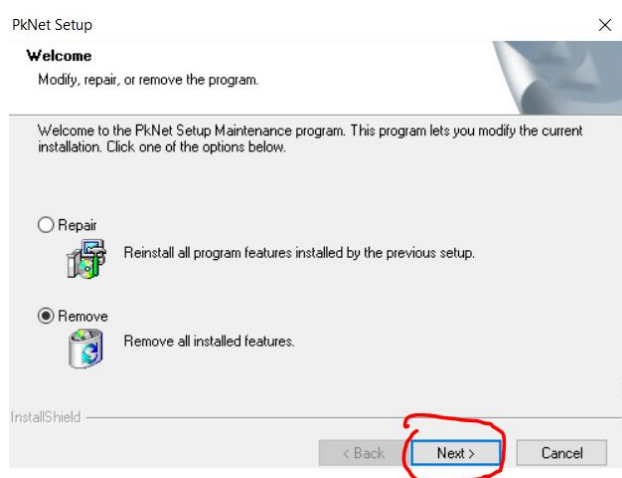 PkNet Setup
Welcome
Modify, repair, or remove the program.
Welcome to the PkNet Setup Maintenance program. This program lets you modify the current
installation. Click one of the options below.
Repair
Reinstall all program features installed by the previous setup.
Remove
Remove all installed features.
InstallShield
< Back
Next >
Cancel